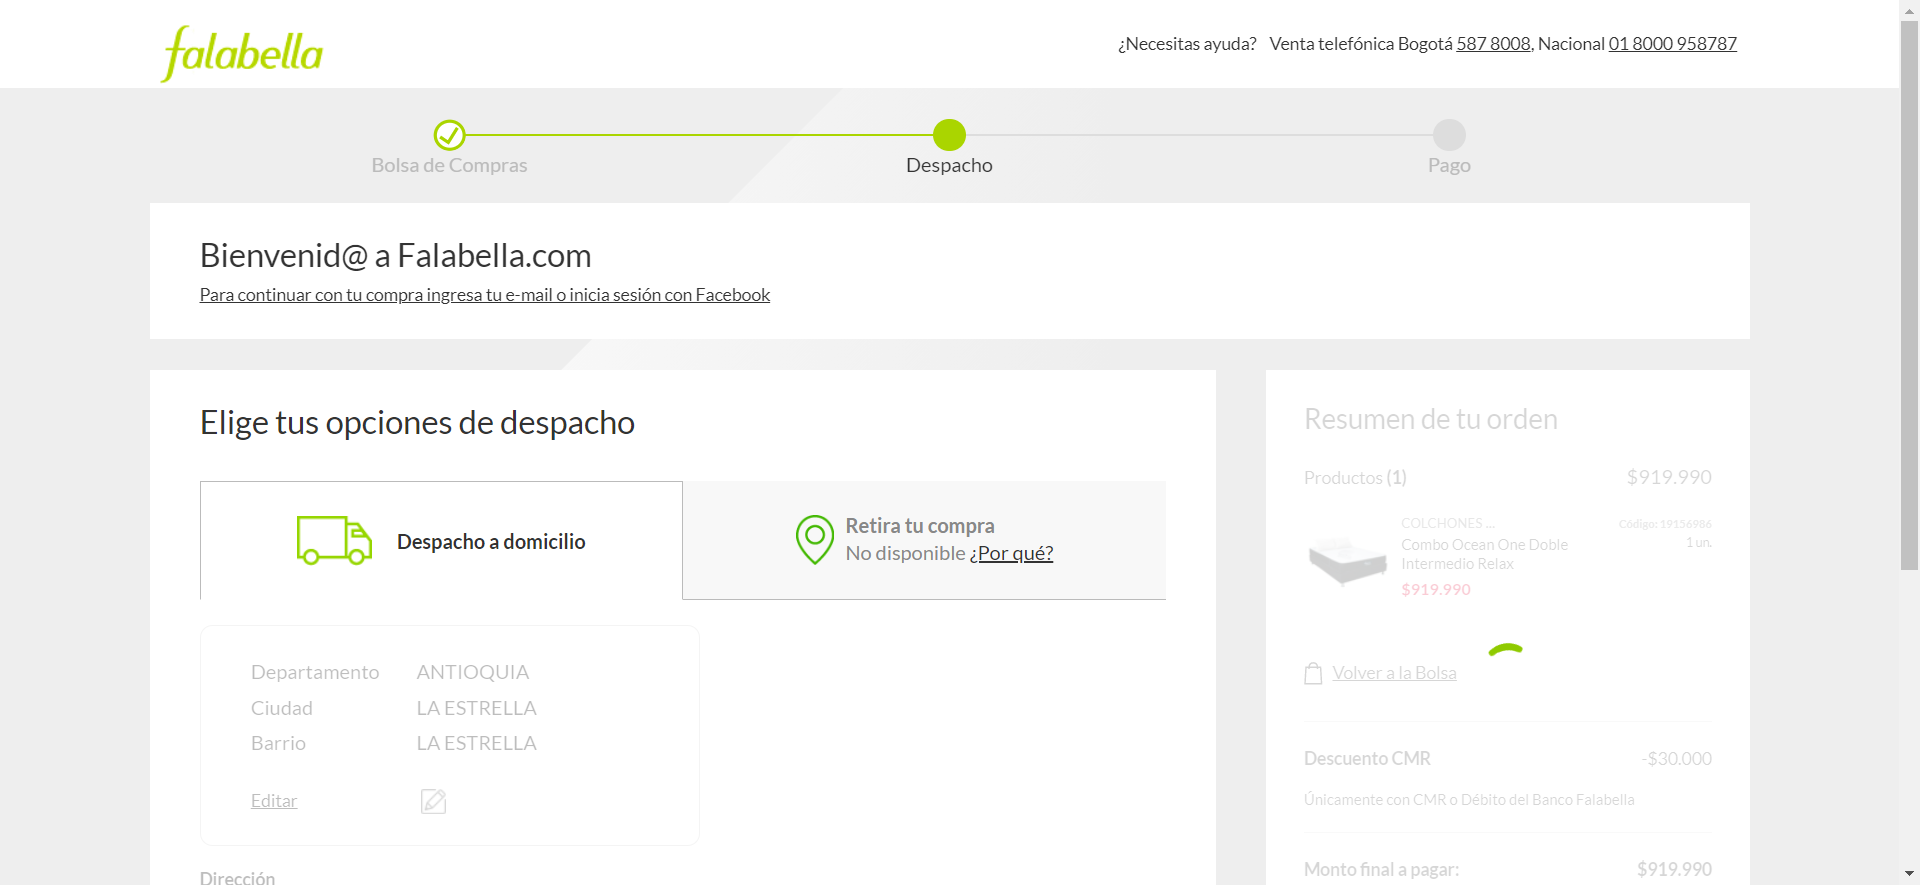 falabella
¿Necesitas ayuda? Venta telefónica Bogotá 587 8008, Nacional 01 8000 958787
Bolsa de Compras
Despacho
Pago
Bienvenid@ a Falabella.com
Para continuar con tu compra ingresa tu e-mail o inicia sesión con Facebook
Elige tus opciones de despacho
Despacho a domicilio
Retira tu compra
No disponible ¿Por qué?
Departamento ANTIOQUIA
Ciudad LA ESTRELLA
Barrio LA ESTRELLA
Editar
Dirección
Resumen de tu orden
Productos (1) $919.990
COLCHONES ... Código: 19156986
Combo Ocean One Doble 1 un.
Intermedio Relax
$919.990
Volver a la Bolsa
Descuento CMR -$30.000
Únicamente con CMR o Débito del Banco Falabella
Monto final a pagar: $919.990